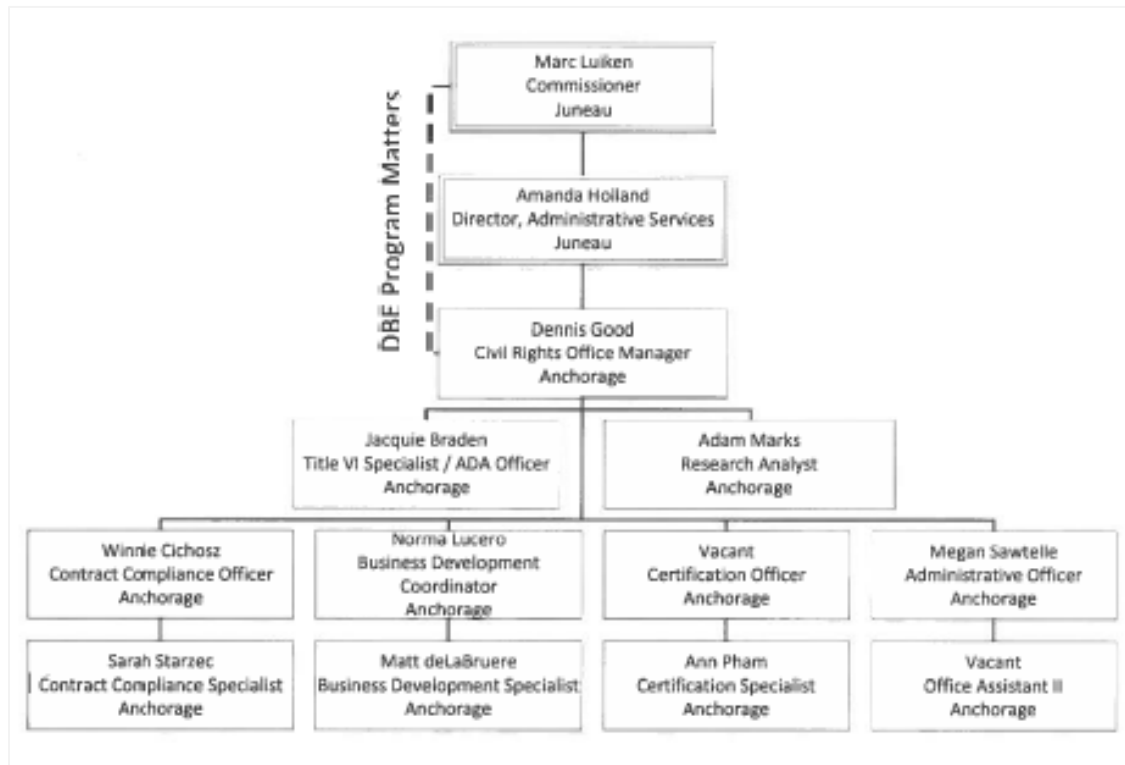 Marc Luiken
Commissioner
Juneau
DBE Program Matters
Amanda Holland
Director, Administrative Services
Juneau
Dennis Good
Civil Rights Office Manager
Anchorage
Jacquie Braden
Title VI Specialist / ADA Officer
Anchorage
Adam Marks
Research Analyst
Anchorage
Winnie Cichosz
Contract Compliance Officer
Anchorage
Norma Lucero
Business Development
Coordinator
Anchorage
Vacant
Certification Officer
Anchorage
Megan Sawtelle
Administrative Officer
Anchorage
Sarah Starzec
Contract Compliance Specialist
Anchorage
Matt deLaBruere
Business Development Specialist
Anchorage
Ann Pham
Certification Specialist
Anchorage
Vacant
Office Assistant II
Anchorage